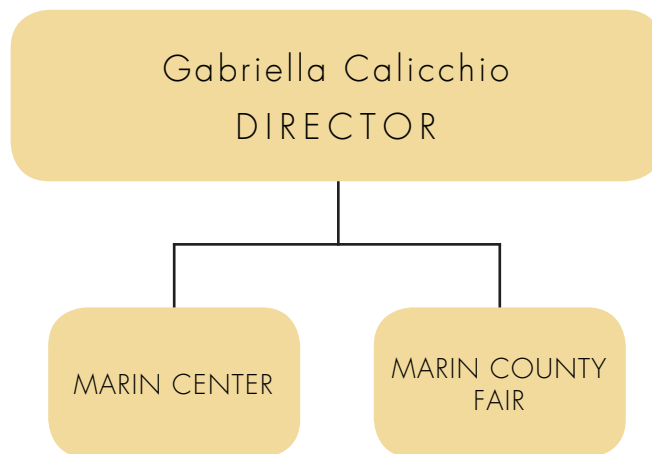 Gabriella Calicchio
DIRECTOR
MARIN CENTER
MARIN COUNTY
FAIR